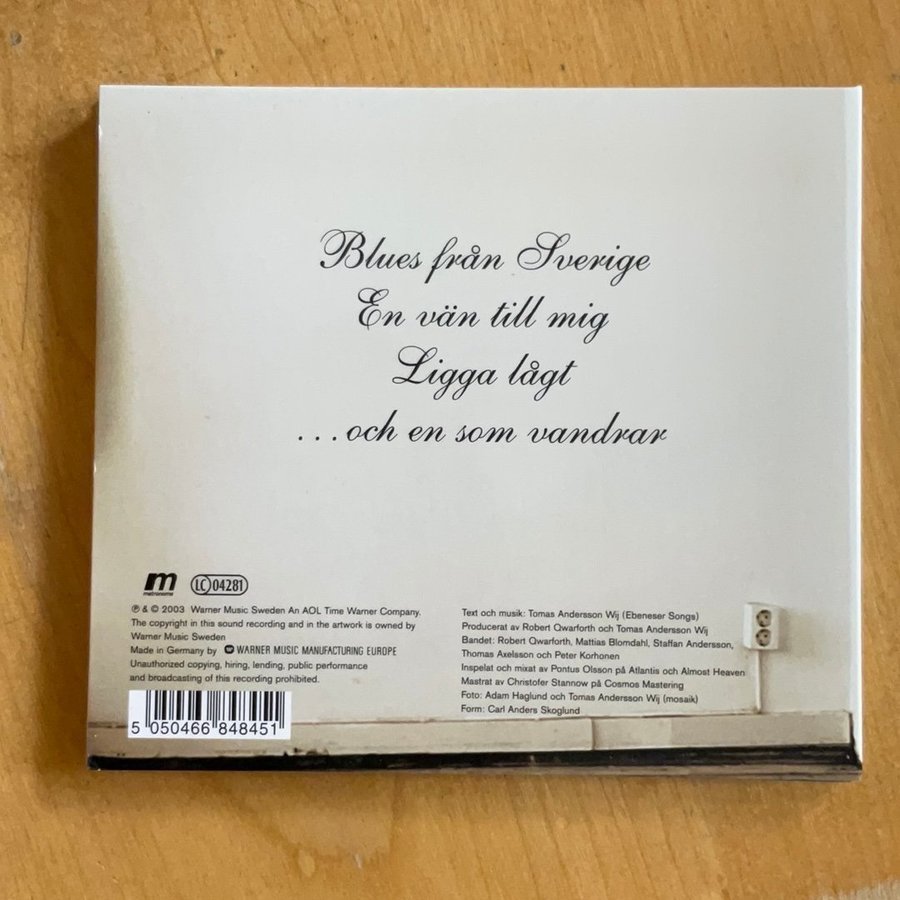 Blues från Sverige
En vän till mig
Ligga lågt
...och en som vandrar
m
metronome
LC 04281
℗ & © 2003 Warner Music Sweden An AOL Time Warner Company.
The copyright in this sound recording and in the artwork is owned by
Warner Music Sweden
Made in Germany by WARNER MUSIC MANUFACTURING EUROPE
Unauthorized copying, hiring, lending, public performance
and broadcasting of this recording prohibited.
5 050466 848451
Text och musik: Tomas Andersson Wij (Ebeneser Songs)
Producerat av Robert Qwarforth och Tomas Andersson Wij
Bandet: Robert Qwarforth, Mattias Blomdahl, Staffan Andersson,
Thomas Axelsson och Peter Korhonen
Inspelat och mixat av Pontus Olsson på Atlantis och Almost Heaven
Mastrat av Christofer Stannow på Cosmos Mastering
Foto: Adam Haglund och Tomas Andersson Wij (mosaik)
Form: Carl Anders Skoglund